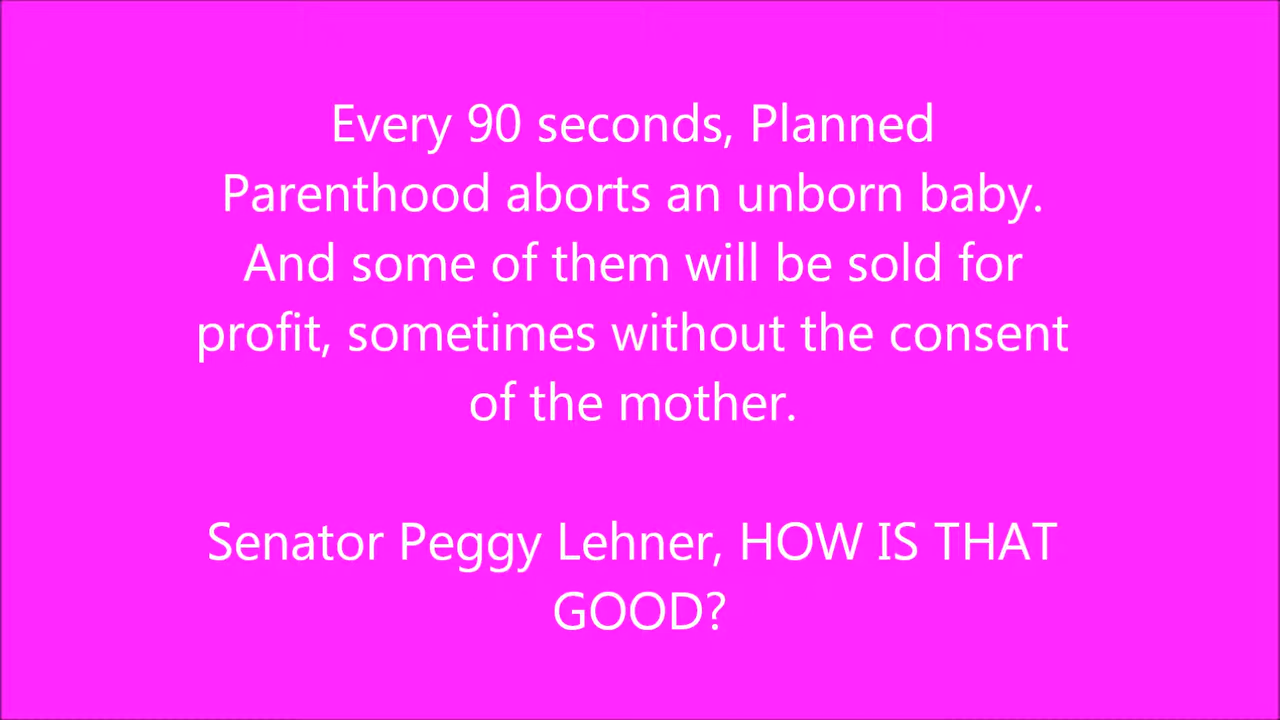 Every 90 seconds, Planned
Parenthood aborts an unborn baby.
And some of them will be sold for
profit, sometimes without the consent
of the mother.
Senator Peggy Lehner, HOW IS THAT
GOOD?